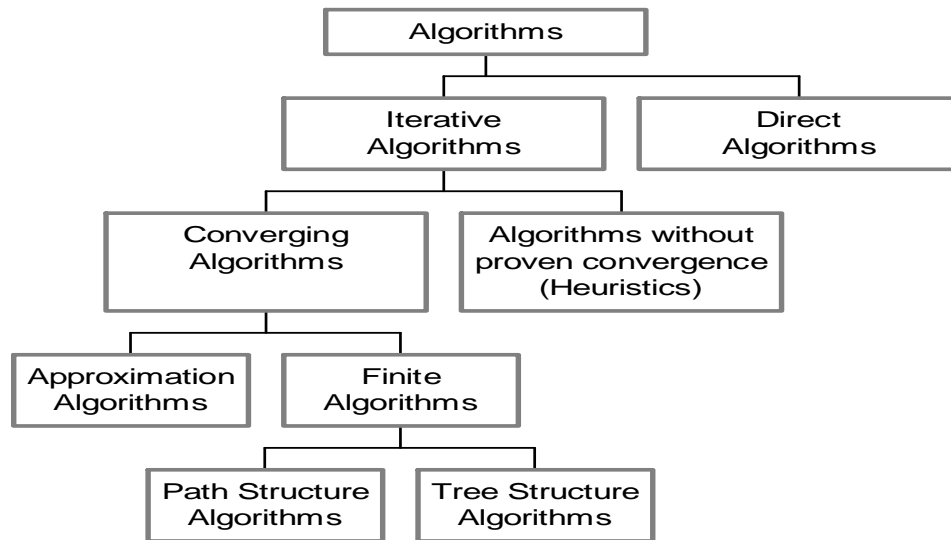 Algorithms
Iterative
Algorithms
Direct
Algorithms
Converging
Algorithms
Algorithms without
proven convergence
(Heuristics)
Approximation
Algorithms
Finite
Algorithms
Path Structure
Algorithms
Tree Structure
Algorithms